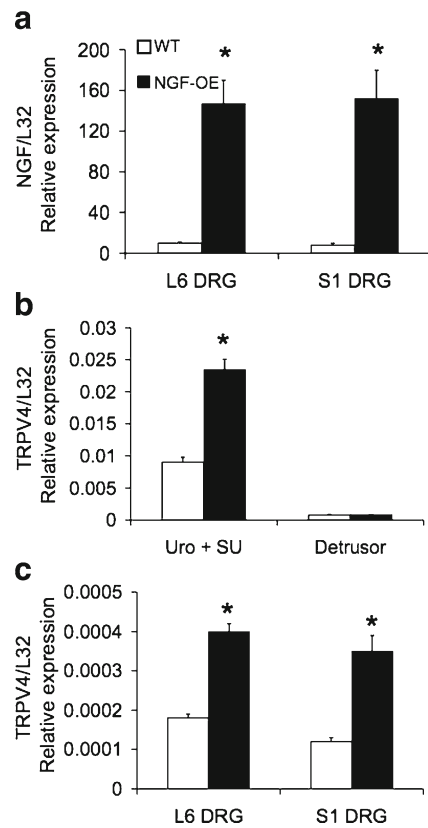 a
WT
NGF-OE
NGF/L32
Relative expression
200
160
120
80
40
0
*
*
L6 DRG
S1 DRG
b
TRPV4/L32
Relative expression
0.03
0.025
0.02
0.015
0.01
0.005
0
*
Uro + SU
Detrusor
c
TRPV4/L32
Relative expression
0.0005
0.0004
0.0003
0.0002
0.0001
0
*
*
L6 DRG
S1 DRG